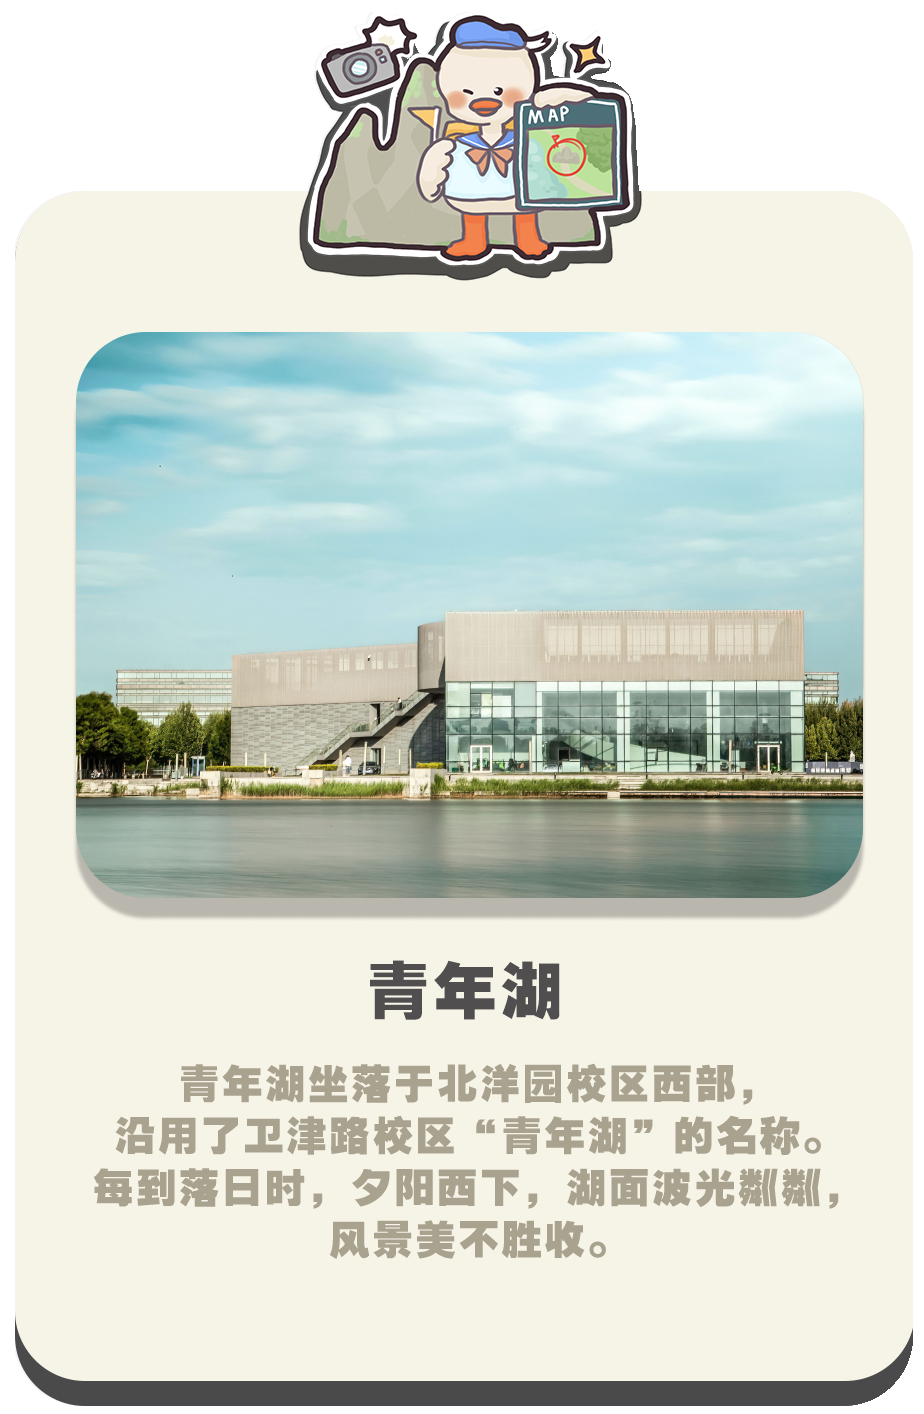 MAP
青年湖
青年湖坐落于北洋园校区西部，
沿用了卫津路校区“青年湖”的名称。
每到落日时，夕阳西下，湖面波光粼粼，
风景美不胜收。